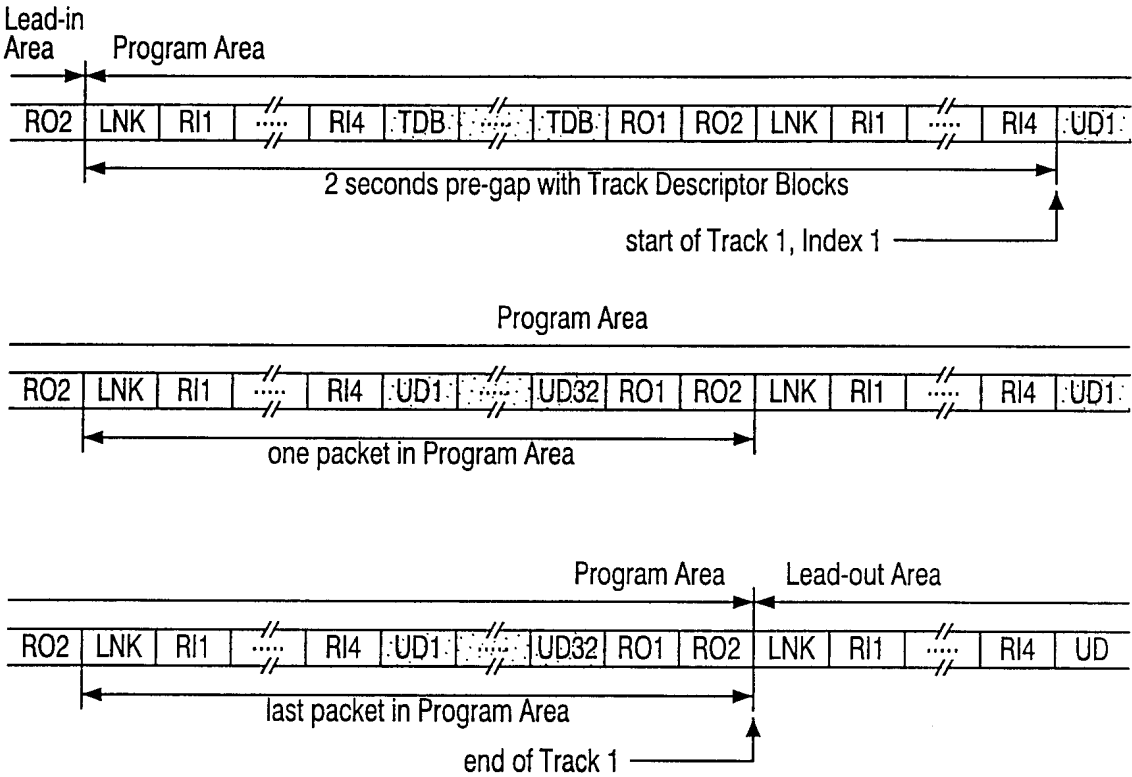 Lead-in
Area
Program Area
RO2 LNK RI1 ..... RI4 TDB ..... TDB RO1 RO2 LNK RI1 ..... RI4 UD1
2 seconds pre-gap with Track Descriptor Blocks
start of Track 1, Index 1
Program Area
RO2 LNK RI1 ..... RI4 UD1 ..... UD32 RO1 RO2 LNK RI1 ..... RI4 UD1
one packet in Program Area
Program Area Lead-out Area
RO2 LNK RI1 ..... RI4 UD1 ..... UD32 RO1 RO2 LNK RI1 ..... RI4 UD
last packet in Program Area
end of Track 1